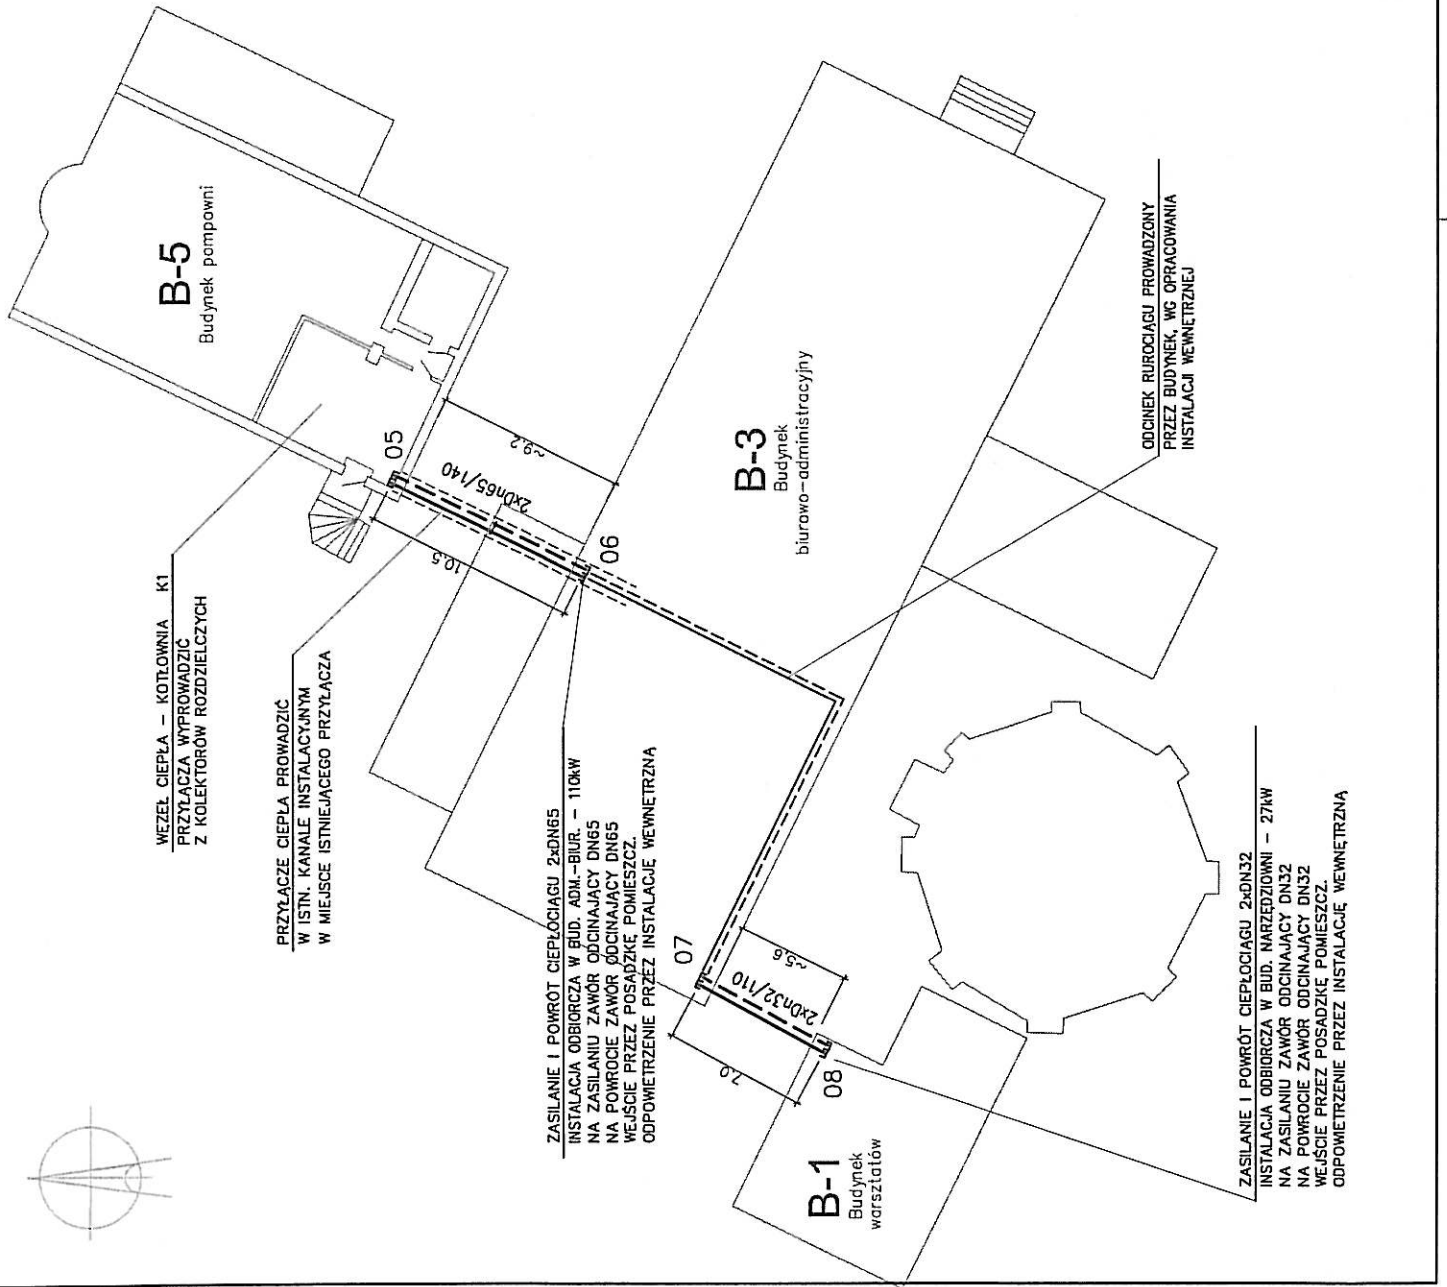 B-5
Budynek pompowni
WĘZEŁ CIEPŁA - KOTŁOWNIA K1
PRZYŁĄCZA WYPROWADZIĆ
Z KOLEKTORÓW ROZDZIELCZYCH
PRZYŁĄCZE CIEPŁA PROWADZIĆ
W ISTN. KANALE INSTALACYJNYM
W MIEJSCE ISTNIEJĄCEGO PRZYŁĄCZA
05
~9.2
2xDn65/140
10.5
06
B-3
Budynek
biurowo-administracyjny
ODCINEK RUROCIĄGU PROWADZONY
PRZEZ BUDYNEK, WG OPRACOWANIA
INSTALACJI WEWNĘTRZNEJ
ZASILANIE I POWRÓT CIEPŁOCIĄGU 2xDN65
INSTALACJA ODBIORCZA W BUD. ADM.-BIUR. - 110kW
NA ZASILANIU ZAWÓR ODCINAJĄCY DN65
NA POWROCIE ZAWÓR ODCINAJĄCY DN65
WEJŚCIE PRZEZ POSADZKĘ POMIESZCZ.
ODPOWIETRZENIE PRZEZ INSTALACJĘ WEWNĘTRZNĄ
07
~5,6
2xDn32/110
7.0
08
B-1
Budynek
warsztatów
ZASILANIE I POWRÓT CIEPŁOCIĄGU 2xDN32
INSTALACJA ODBIORCZA W BUD. NARZĘDZIOWNI - 27kW
NA ZASILANIU ZAWÓR ODCINAJĄCY DN32
NA POWROCIE ZAWÓR ODCINAJĄCY DN32
WEJŚCIE PRZEZ POSADZKĘ POMIESZCZ.
ODPOWIETRZENIE PRZEZ INSTALACJĘ WEWNĘTRZNĄ